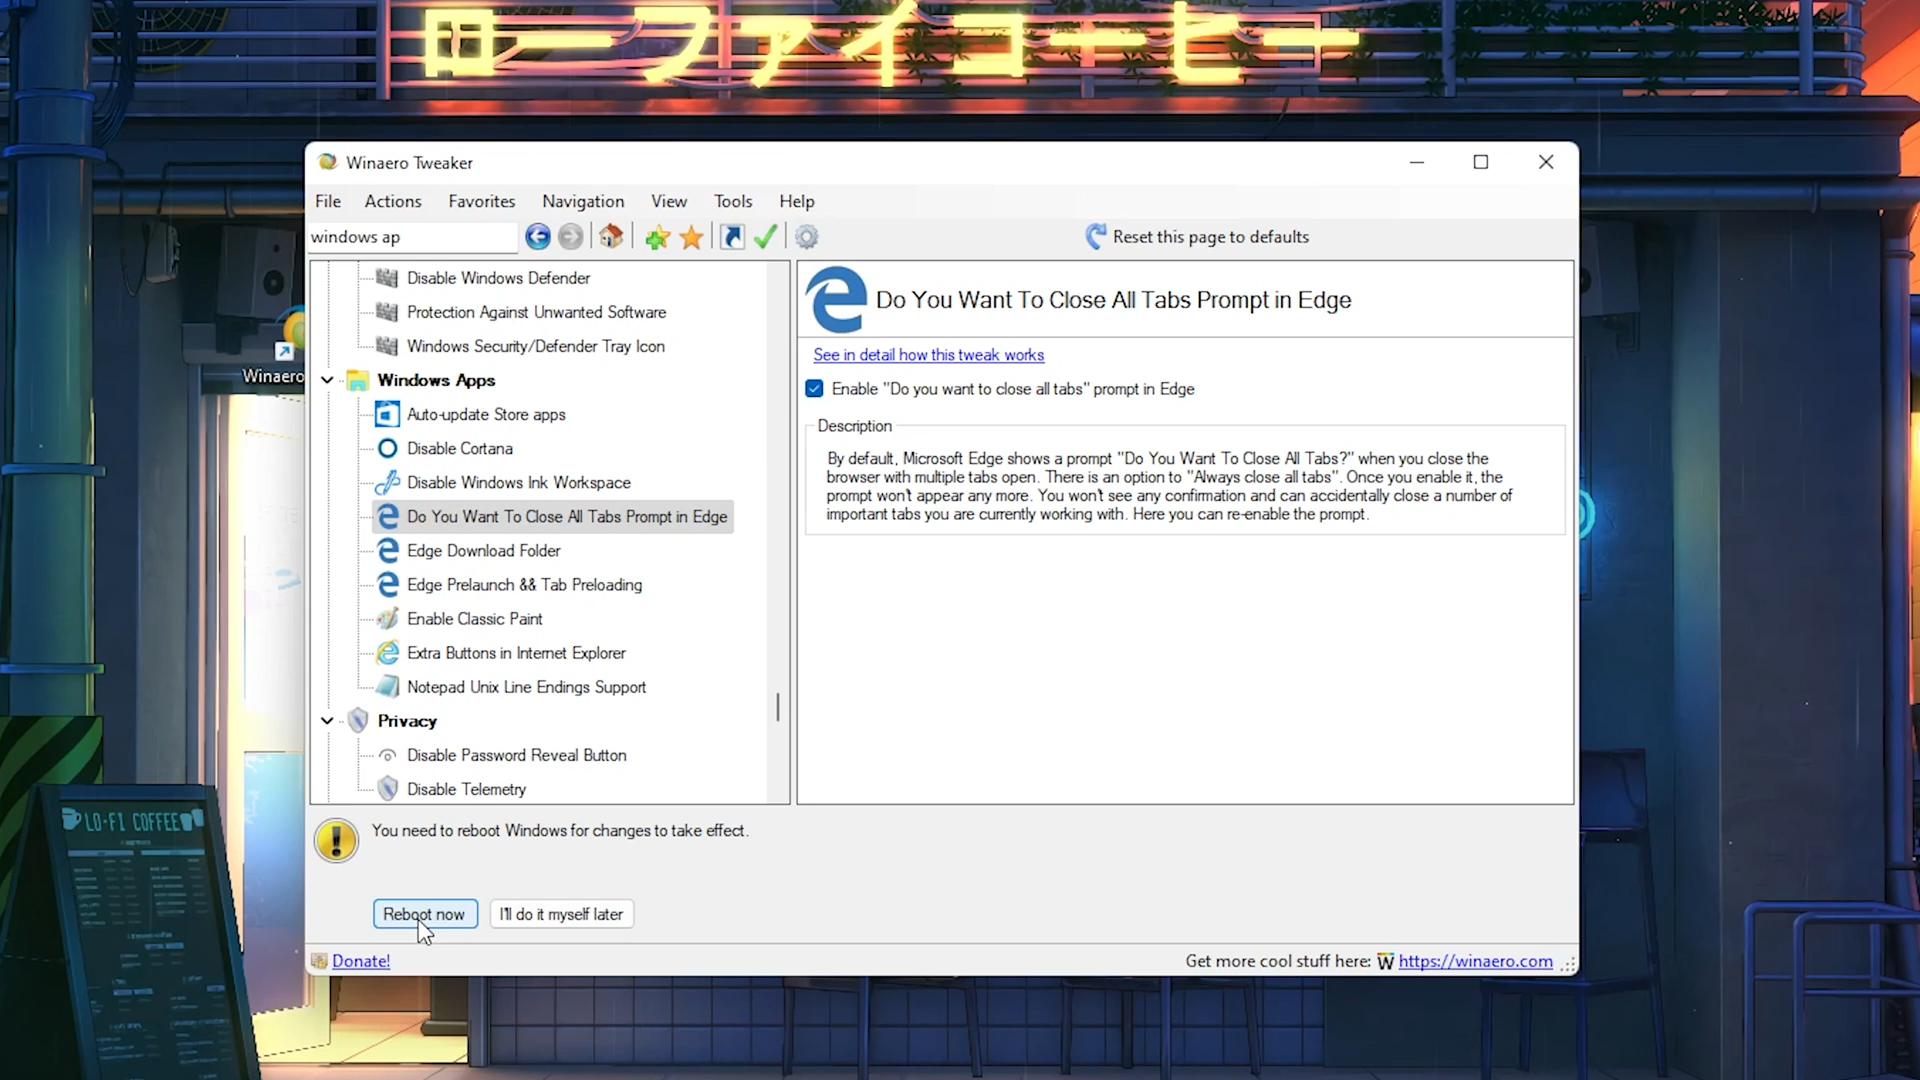 ローファイコーヒー
Winaero Tweaker
File Actions Favorites Navigation View Tools Help
windows ap
Reset this page to defaults
Disable Windows Defender
Protection Against Unwanted Software
Windows Security/Defender Tray Icon
Windows Apps
Auto-update Store apps
Disable Cortana
Disable Windows Ink Workspace
Do You Want To Close All Tabs Prompt in Edge
Edge Download Folder
Edge Prelaunch && Tab Preloading
Enable Classic Paint
Extra Buttons in Internet Explorer
Notepad Unix Line Endings Support
Privacy
Disable Password Reveal Button
Disable Telemetry
Do You Want To Close All Tabs Prompt in Edge
See in detail how this tweak works
Enable "Do you want to close all tabs" prompt in Edge
Description
By default, Microsoft Edge shows a prompt "Do You Want To Close All Tabs?" when you close the
browser with multiple tabs open. There is an option to "Always close all tabs". Once you enable it, the
prompt won't appear any more. You won't see any confirmation and can accidentally close a number of
important tabs you are currently working with. Here you can re-enable the prompt.
Winaero
You need to reboot Windows for changes to take effect.
Reboot now
I'll do it myself later
Donate!
Get more cool stuff here: https://winaero.com
LO-FI COFFEE